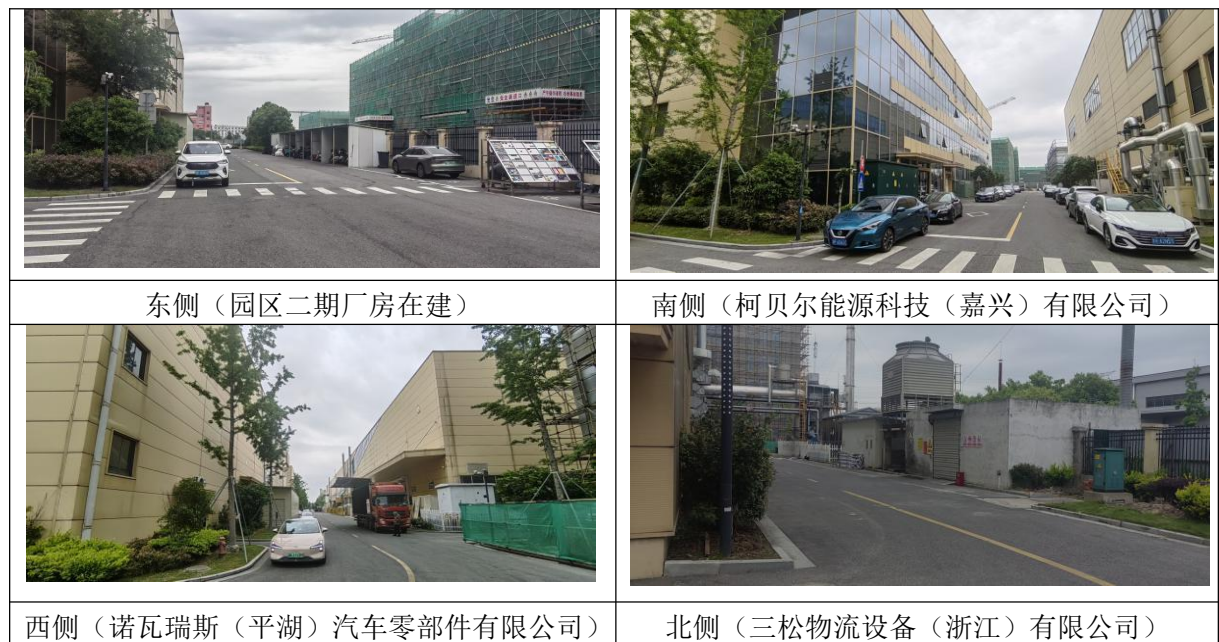 东侧（园区二期厂房在建）
南侧（柯贝尔能源科技（嘉兴）有限公司）
西侧（诺瓦瑞斯（平湖）汽车零部件有限公司）
北侧（三松物流设备（浙江）有限公司）